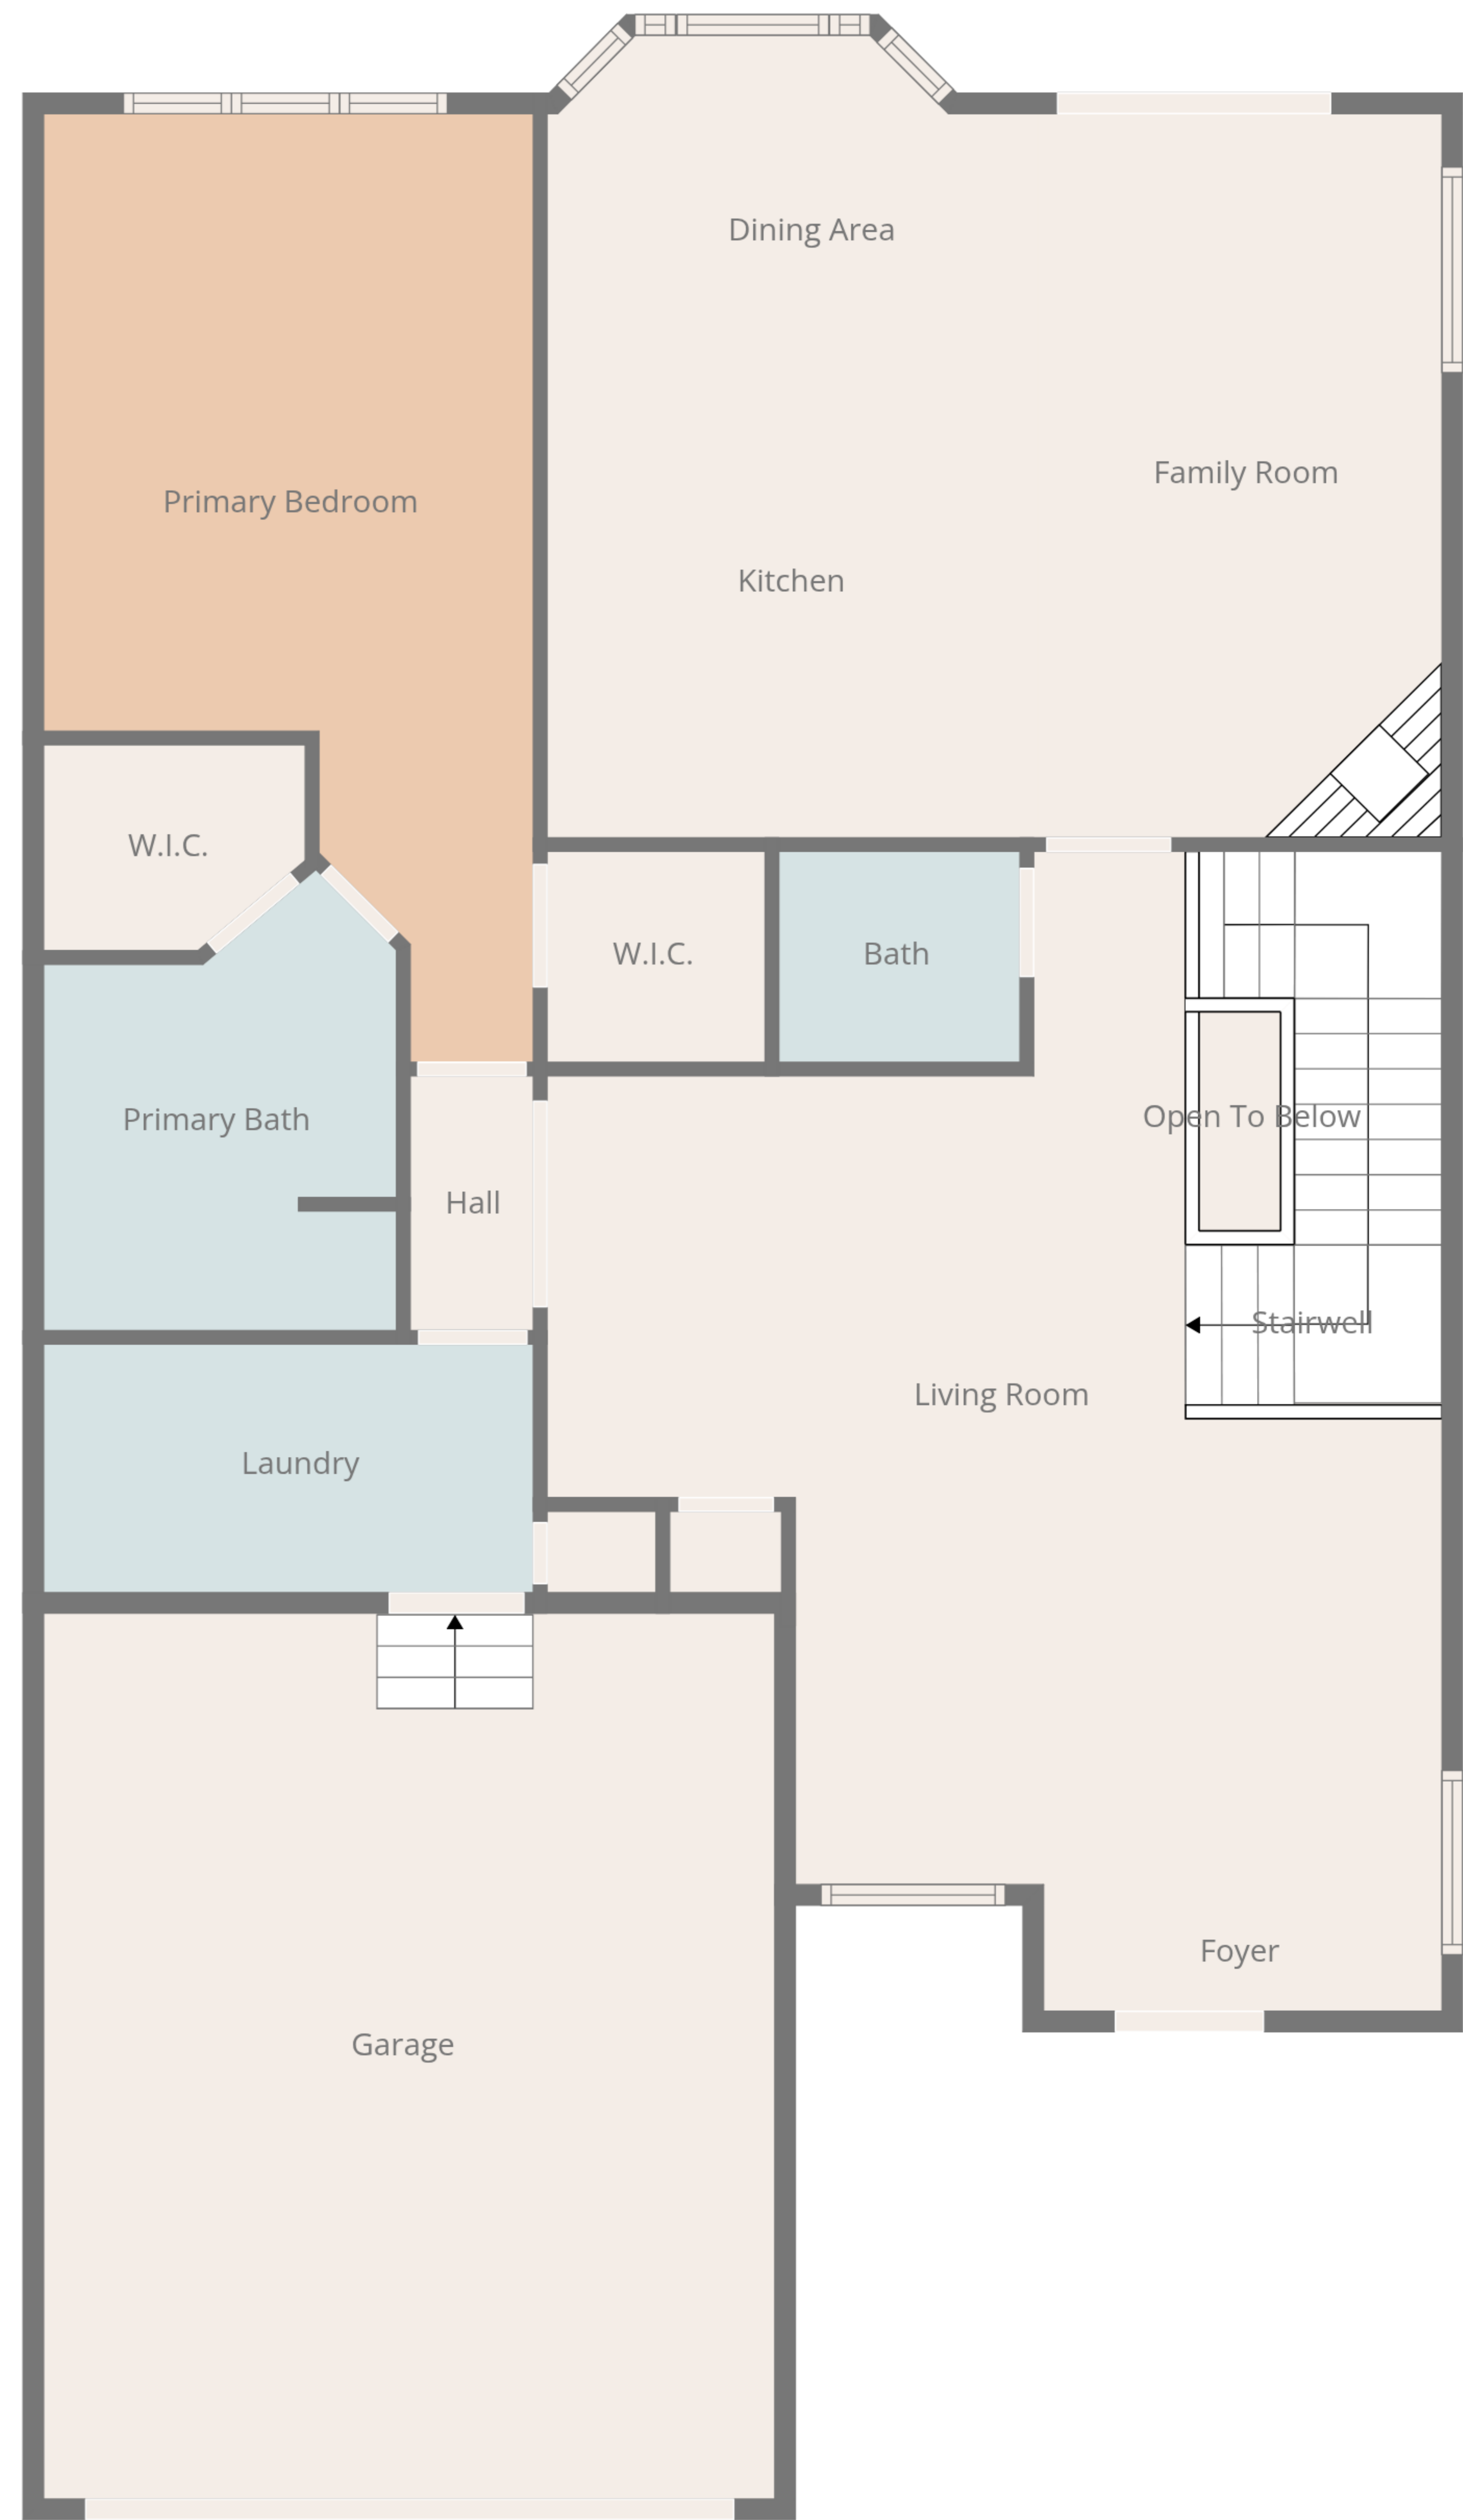 Dining Area
Family Room
Primary Bedroom
Kitchen
W.I.C.
W.I.C.
Bath
Primary Bath
Open To Below
Hall
Stairwell
Living Room
Laundry
Foyer
Garage